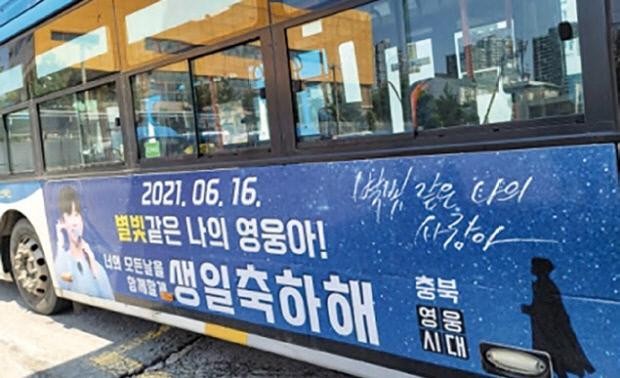 2021. 06. 16.
별빛같은 나의 영웅아!
너의 모든날을
함께할게
생일축하해
별빛 같은 나의
사랑아
충북
영웅
시대